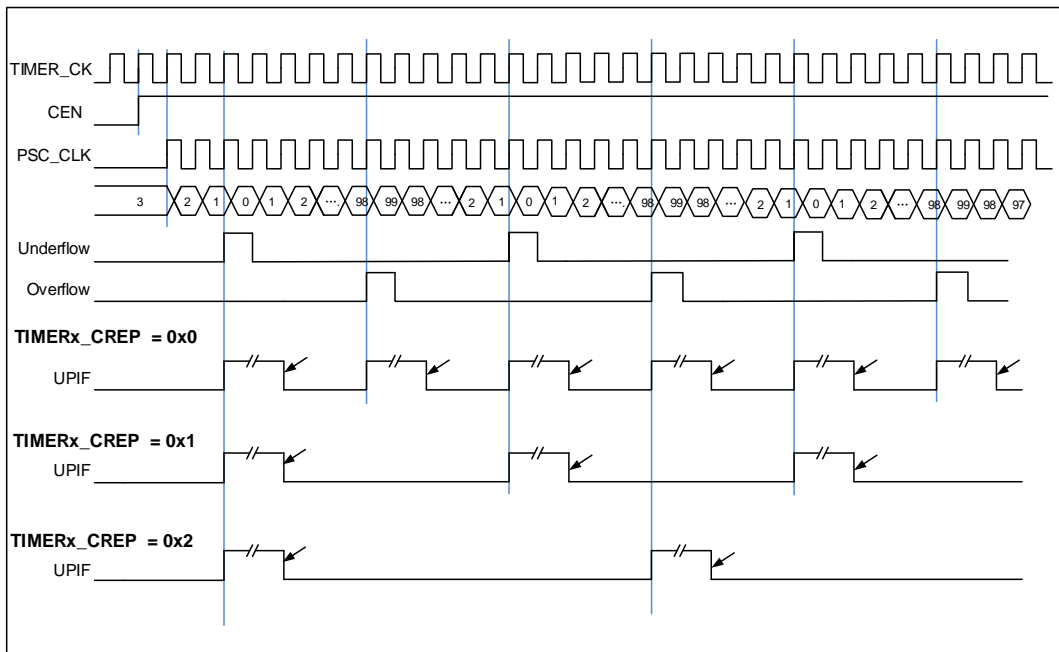 TIMER_CK
CEN
PSC_CLK
3 2 1 0 1 2 .... 98 99 98 ... 2 1 0 1 2 .... 98 99 98 ... 2 1 0 1 2 ... 98 99 98 97
Underflow
Overflow
TIMERx_CREP = 0x0
UPIF
TIMERx_CREP = 0x1
UPIF
TIMERx_CREP = 0x2
UPIF